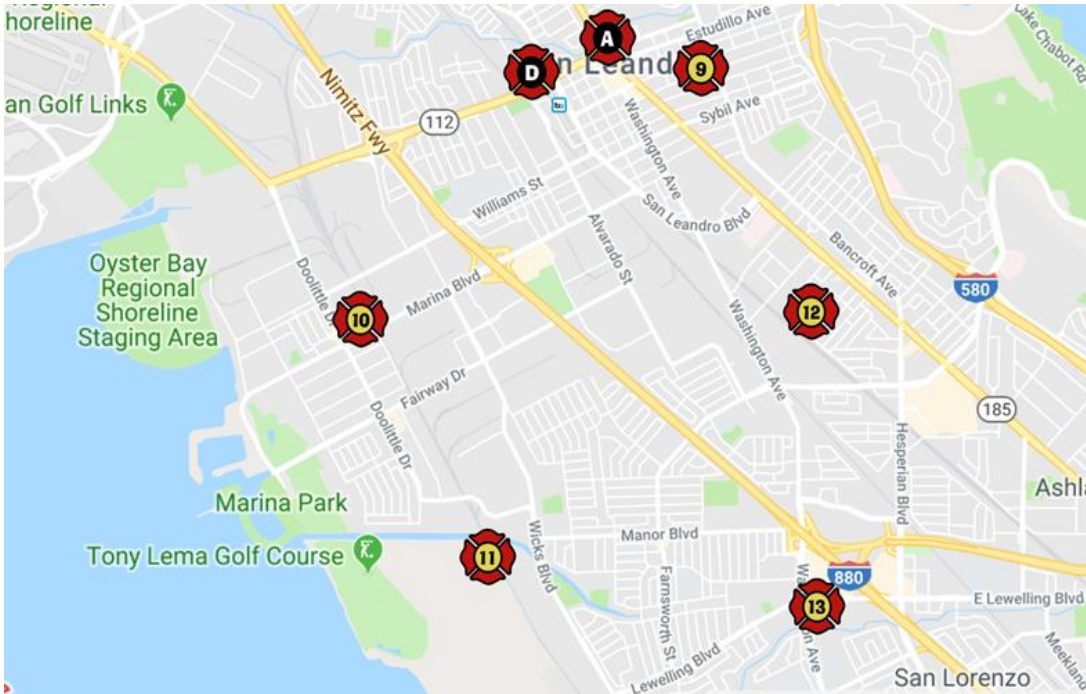 Regional
horeline
an Golf Links
Nimitz Fwy
112
D
A
n Leand
9
Estudillo Ave
Lake Chabot Rd
Sybil Ave
Washington Ave
Williams St
San Leandro Blvd
Alvarado St
Bancroft Ave
580
Oyster Bay
Regional
Shoreline
Staging Area
Doolittle Dr
10
Marina Blvd
12
Washington Ave
Fairway Dr
185
Doolittle Dr
Hesperian Blvd
Ashla
Marina Park
Tony Lema Golf Course
11
Wicks Blvd
Manor Blvd
Farnsworth St
880
13
E Lewelling Blvd
Lewelling Blvd
San Lorenzo